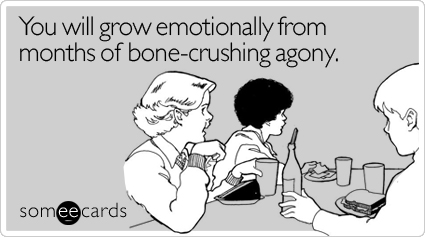 You will grow emotionally from
months of bone-crushing agony.
someecards